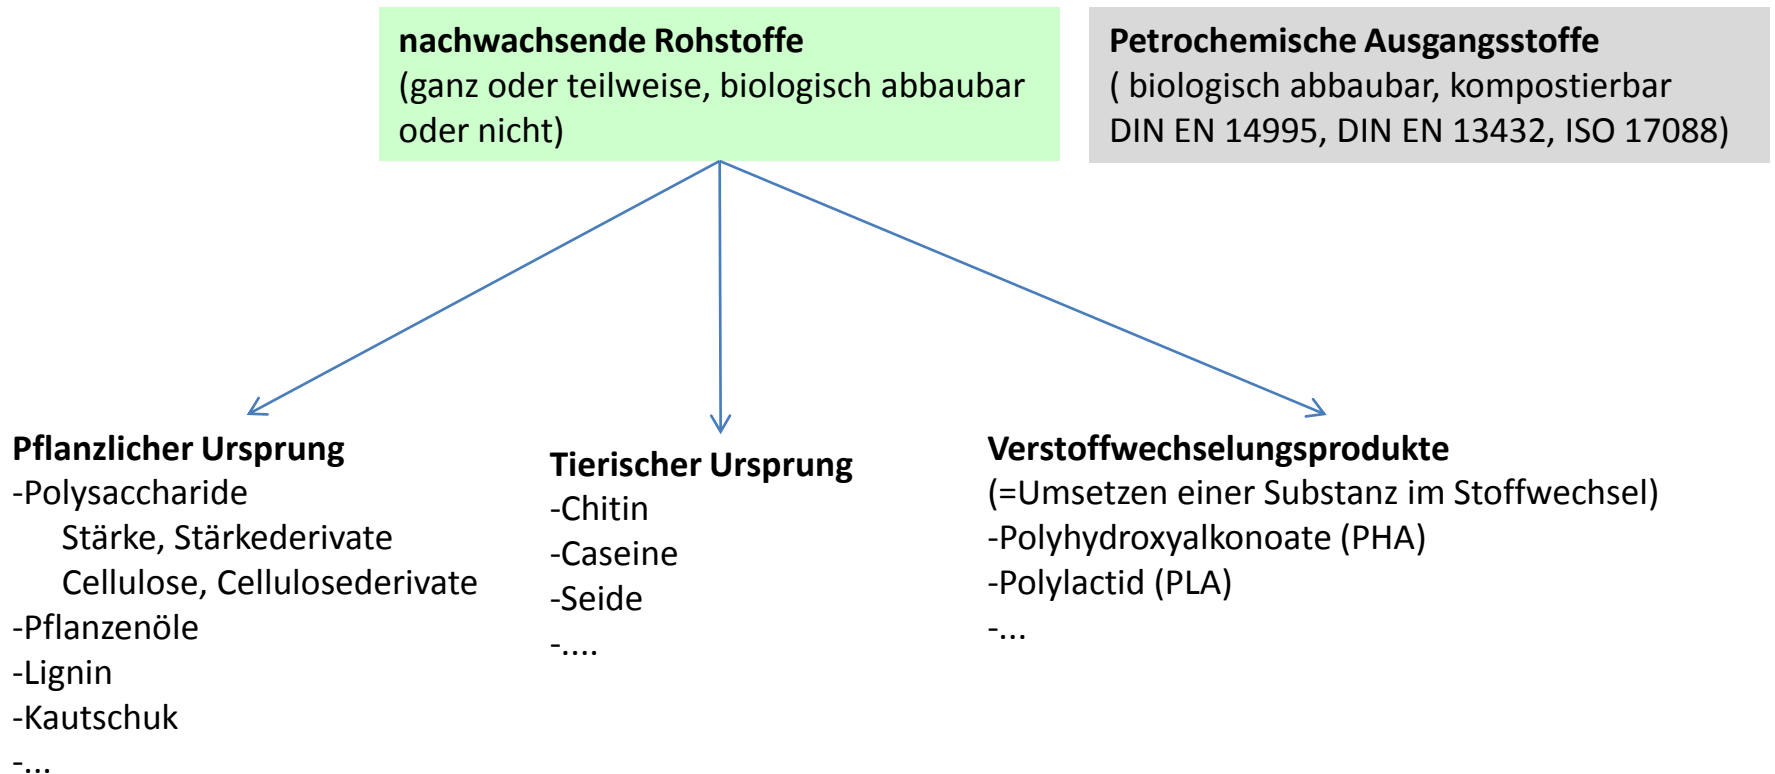 nachwachsende Rohstoffe
(ganz oder teilweise, biologisch abbaubar
oder nicht)
Petrochemische Ausgangsstoffe
( biologisch abbaubar, kompostierbar
DIN EN 14995, DIN EN 13432, ISO 17088)
Pflanzlicher Ursprung
-Polysaccharide
Stärke, Stärkederivate
Cellulose, Cellulosederivate
-Pflanzenöle
-Lignin
-Kautschuk
-...
Tierischer Ursprung
-Chitin
-Caseine
-Seide
-....
Verstoffwechselungsprodukte
(=Umsetzen einer Substanz im Stoffwechsel)
-Polyhydroxyalkonoate (PHA)
-Polylactid (PLA)
-...